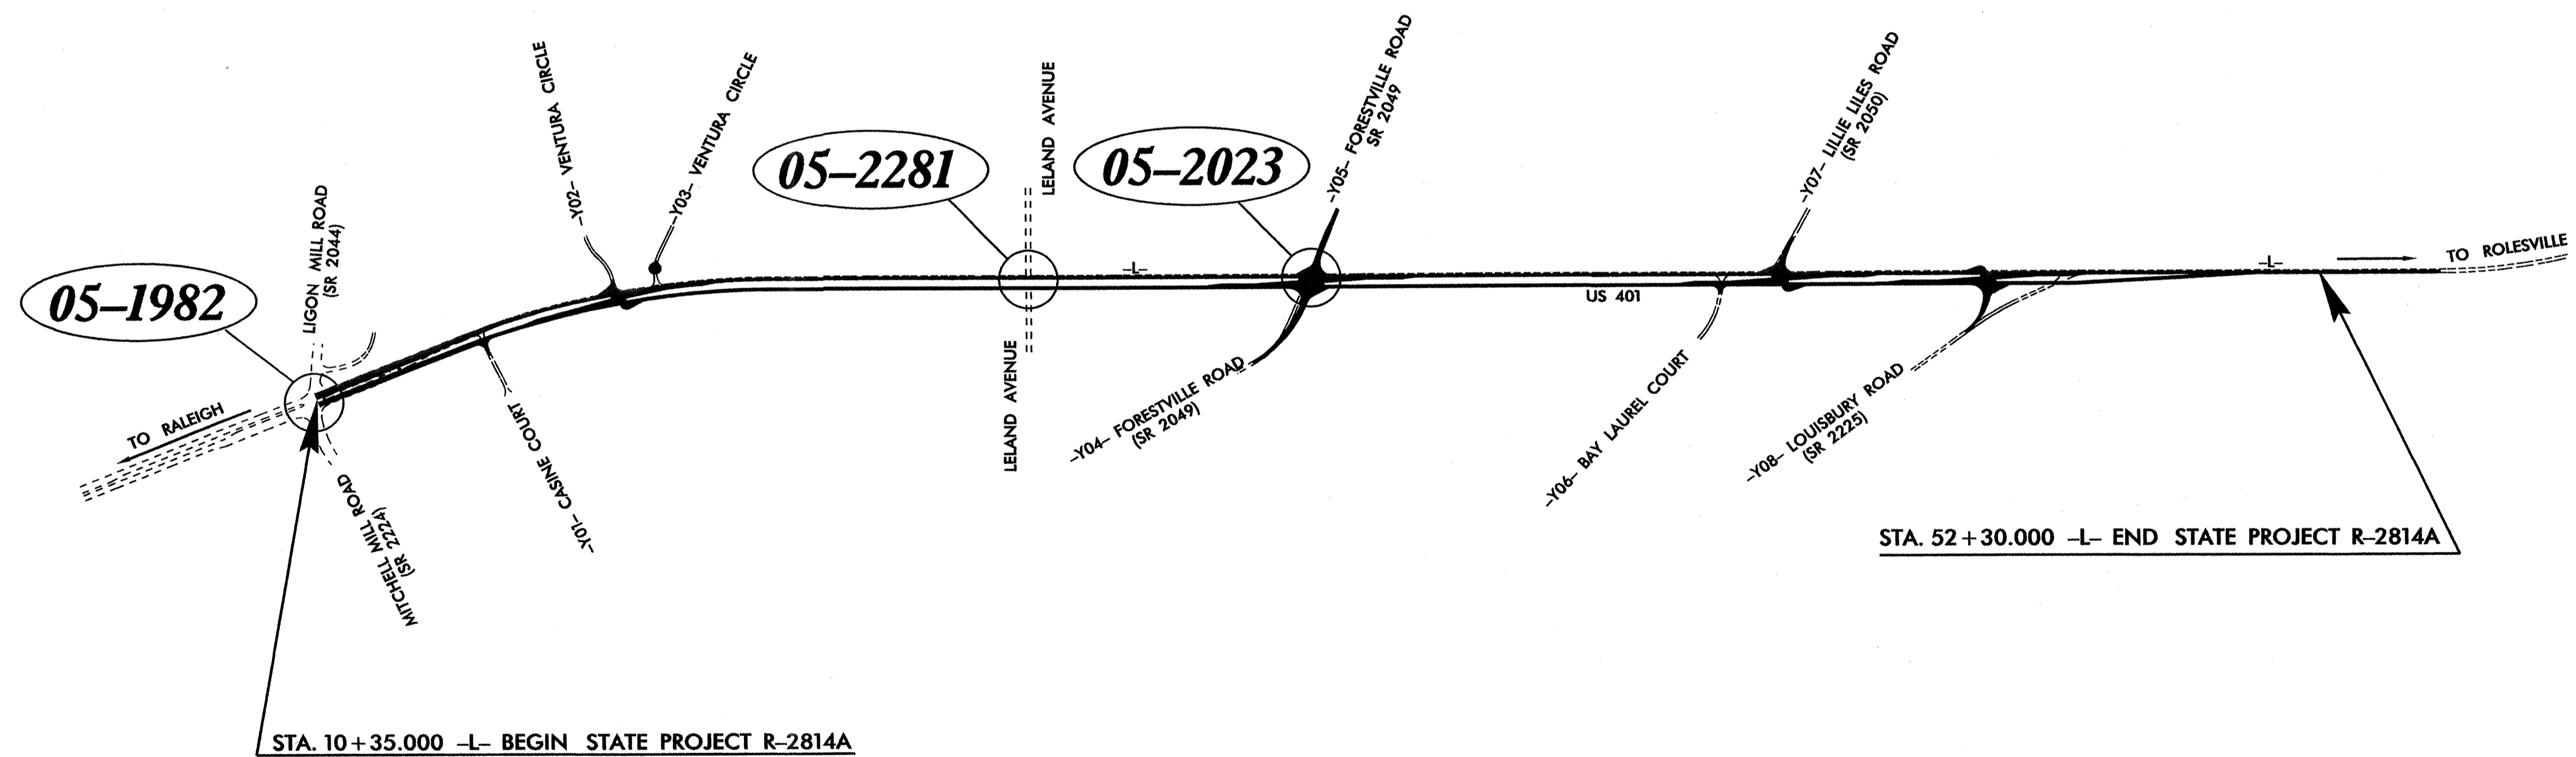 05–1982
LIGON MILL ROAD
(SR 2044)
TO RALEIGH
MITCHELL MILL ROAD
(SR 2224)
–Y01– CASINE COURT
–Y02– VENTURA CIRCLE
–Y03– VENTURA CIRCLE
05–2281
LELAND AVENUE
LELAND AVENUE
05–2023
–L–
–Y05– FORESTVILLE ROAD
SR 2049
–Y04– FORESTVILLE ROAD
(SR 2049)
US 401
–Y06– BAY LAUREL COURT
–Y07– LILLIE LILES ROAD
(SR 2050)
–Y08– LOUISBURY ROAD
(SR 2225)
–L–
TO ROLESVILLE
STA. 52+30.000 –L– END STATE PROJECT R–2814A
STA. 10+35.000 –L– BEGIN STATE PROJECT R–2814A